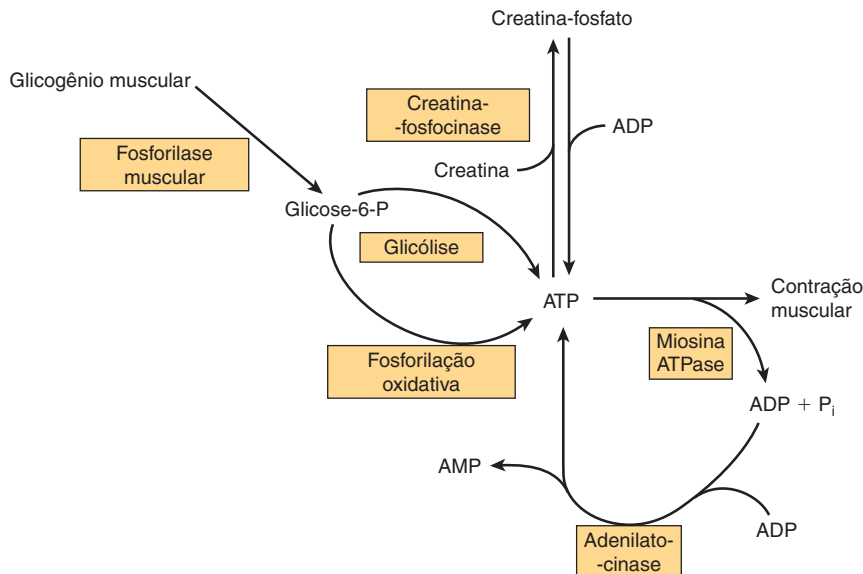 Creatina-fosfato
Glicogênio muscular
Creatina-
-fosfocinase
ADP
Fosforilase
muscular
Creatina
Glicose-6-P
Glicólise
ATP
Contração
muscular
Miosina
ATPase
Fosforilação
oxidativa
ADP + Pi
AMP
ADP
Adenilato-
-cinase